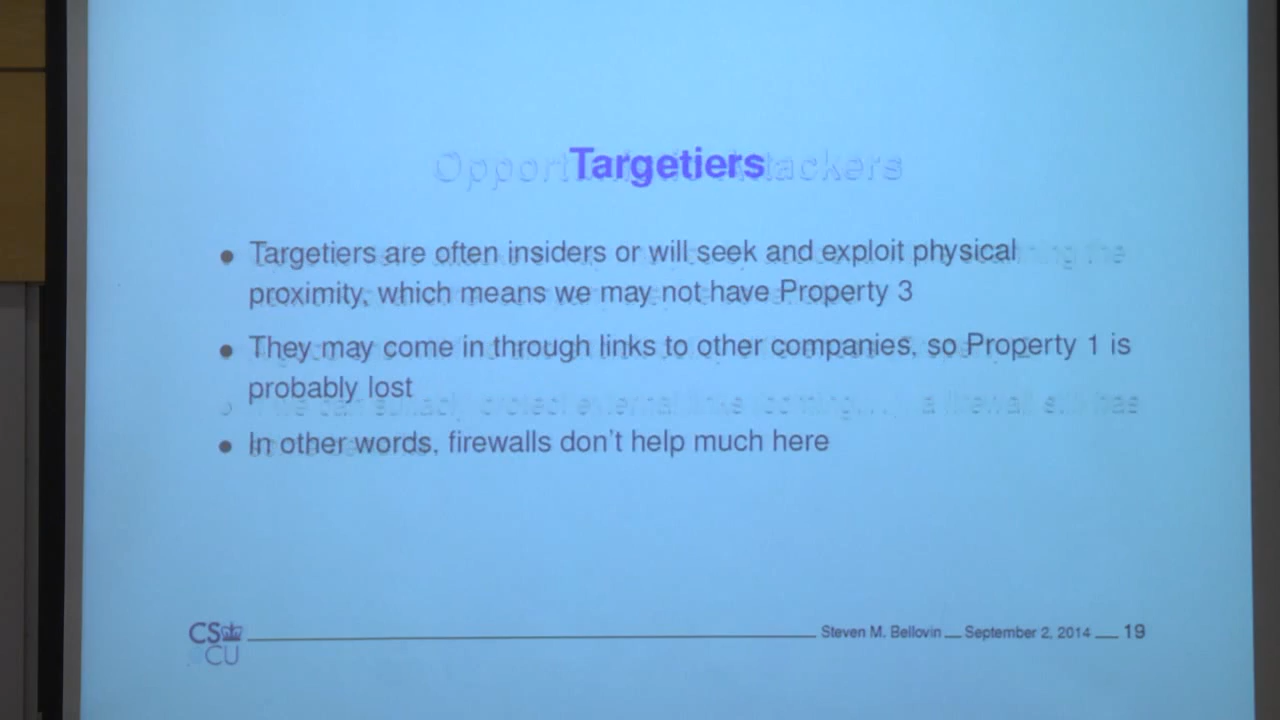 Targetiers
• Targetiers are often insiders or will seek and exploit physical
proximity, which means we may not have Property 3
• They may come in through links to other companies, so Property 1 is
probably lost
• In other words, firewalls don't help much here
CS
CU
Steven M. Bellovin __ September 2, 2014 __ 19